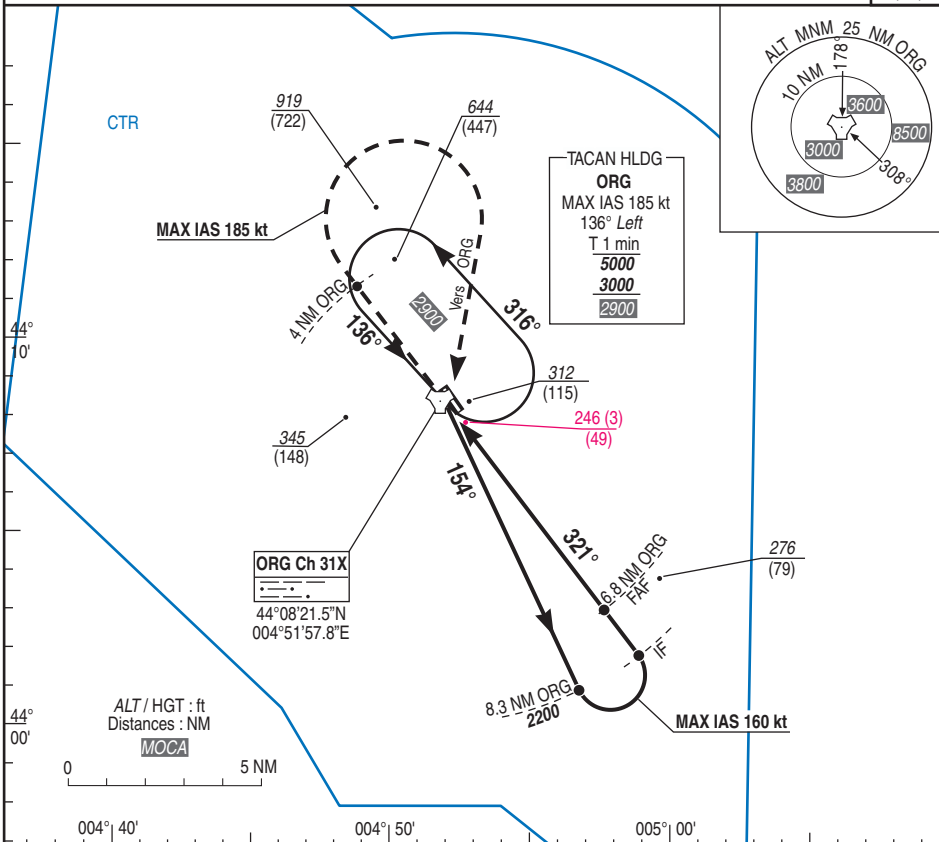 CTR
919
(722)
644
(447)
MAX IAS 185 kt
TACAN HLDG
ORG
MAX IAS 185 kt
136° Left
T 1 min
5000
3000
2900
ALT MNM 25 NM ORG
10 NM
178°
3600
8500
3000
3800
308°
4 NM ORG
136°
2900
Vers ORG
316°
44°
10'
312
(115)
246 (3)
(49)
345
(148)
154°
321°
ORG Ch 31X
44°08'21.5"N
004°51'57.8"E
6.8 NM ORG
FAF
276
(79)
IF
8.3 NM ORG
2200
MAX IAS 160 kt
44°
00'
ALT / HGT : ft
Distances : NM
MOCA
0
5 NM
004° 40'
004° 50'
005° 00'